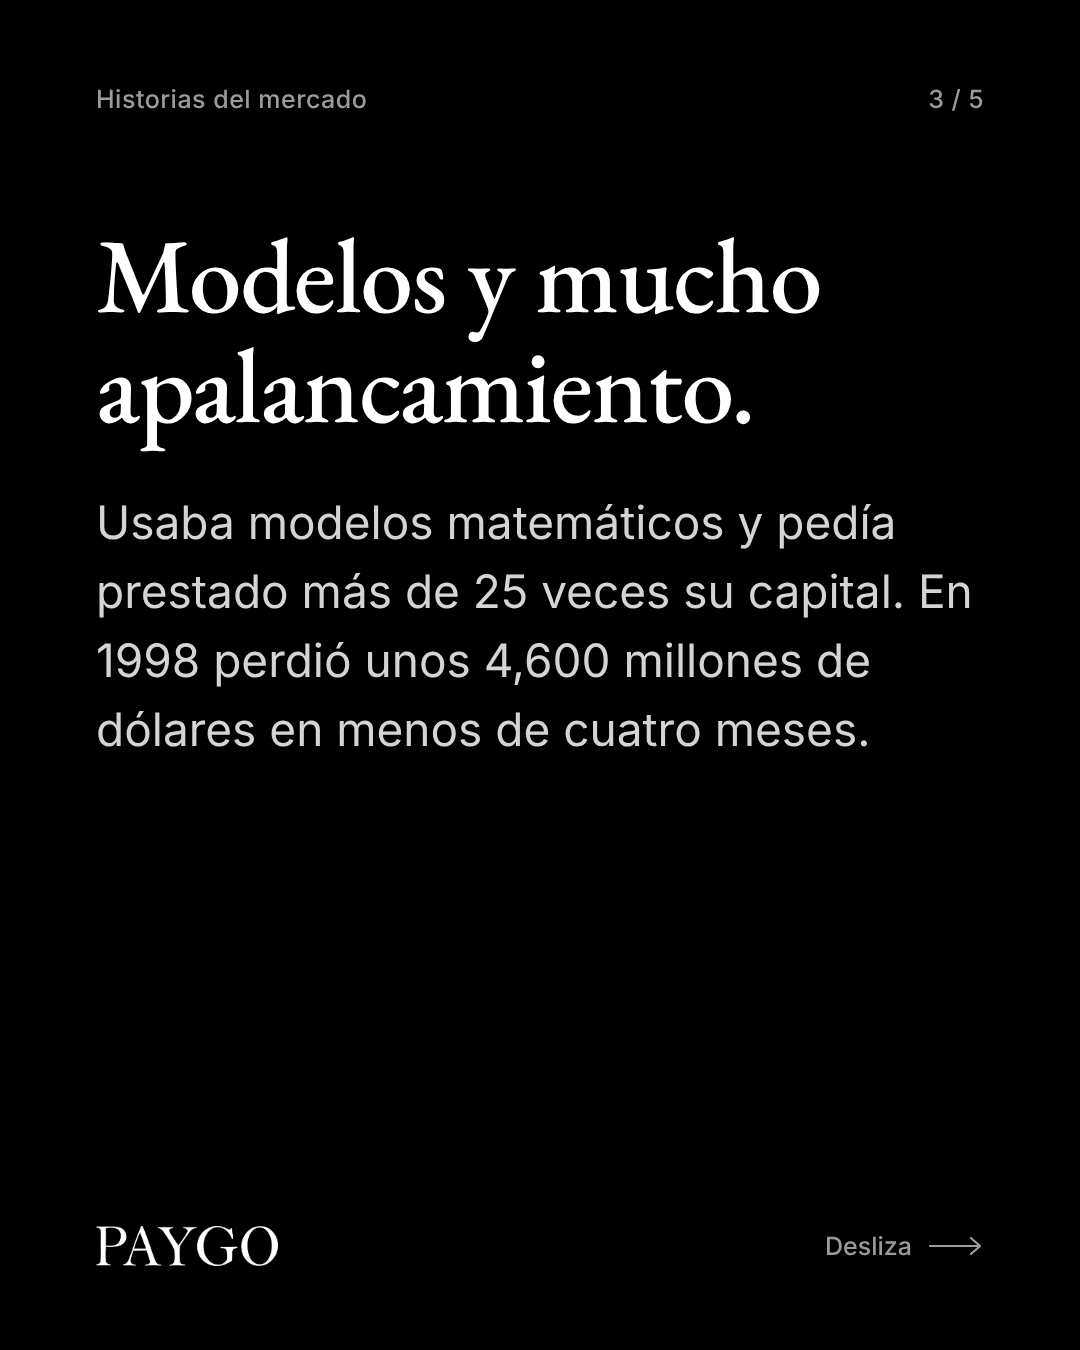 Historias del mercado
3 / 5
Modelos y mucho
apalancamiento.
Usaba modelos matemáticos y pedía
prestado más de 25 veces su capital. En
1998 perdió unos 4,600 millones de
dólares en menos de cuatro meses.
PAYGO
Desliza